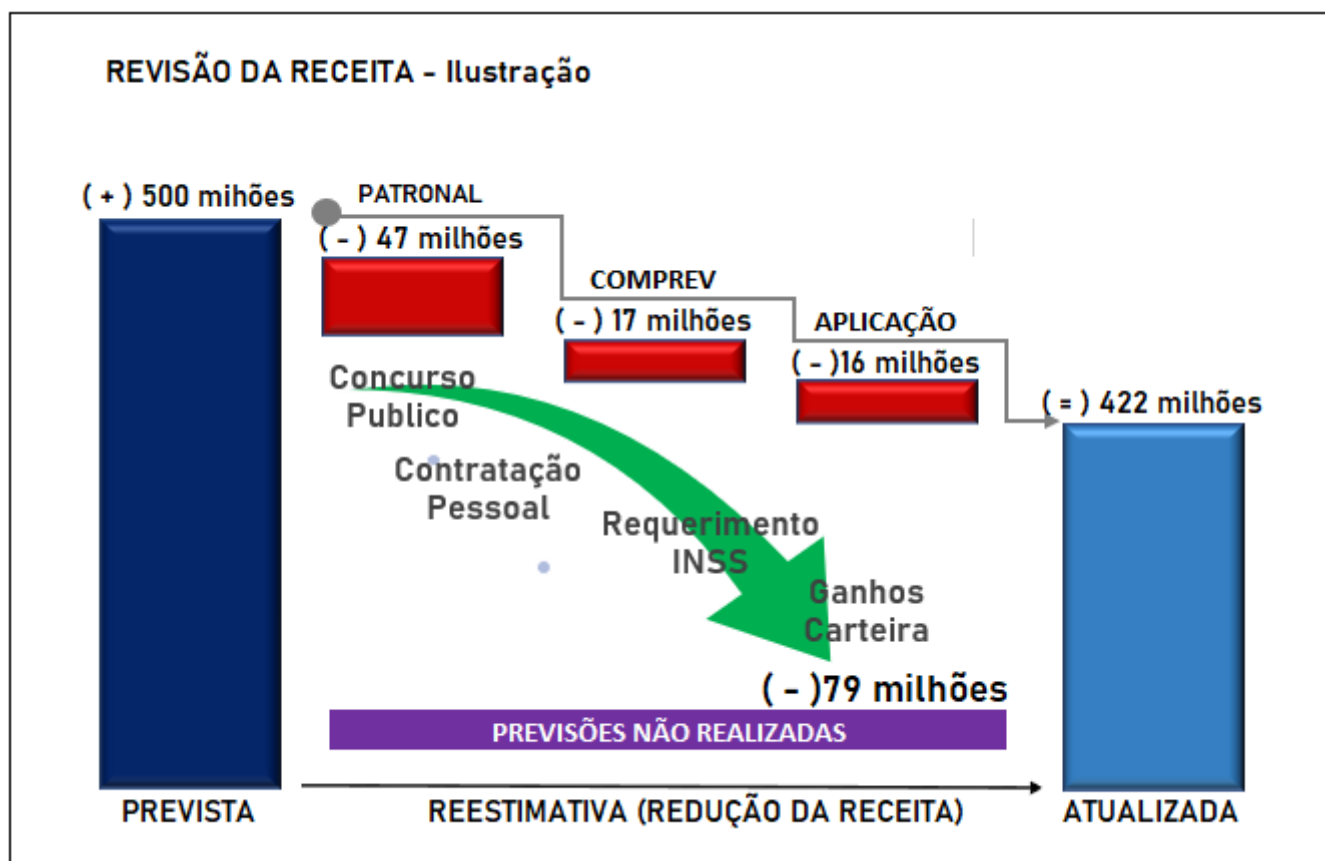 REVISÃO DA RECEITA - Ilustração
( + ) 500 mihões
PATRONAL
( - ) 47 milhões
COMPREV
( - ) 17 milhões
APLICAÇÃO
( - )16 milhões
( = ) 422 milhões
Concurso
Publico
Contratação
Pessoal
Requerimento
INSS
Ganhos
Carteira
( - )79 milhões
PREVISÕES NÃO REALIZADAS
PREVISTA
REESTIMATIVA (REDUÇÃO DA RECEITA)
ATUALIZADA